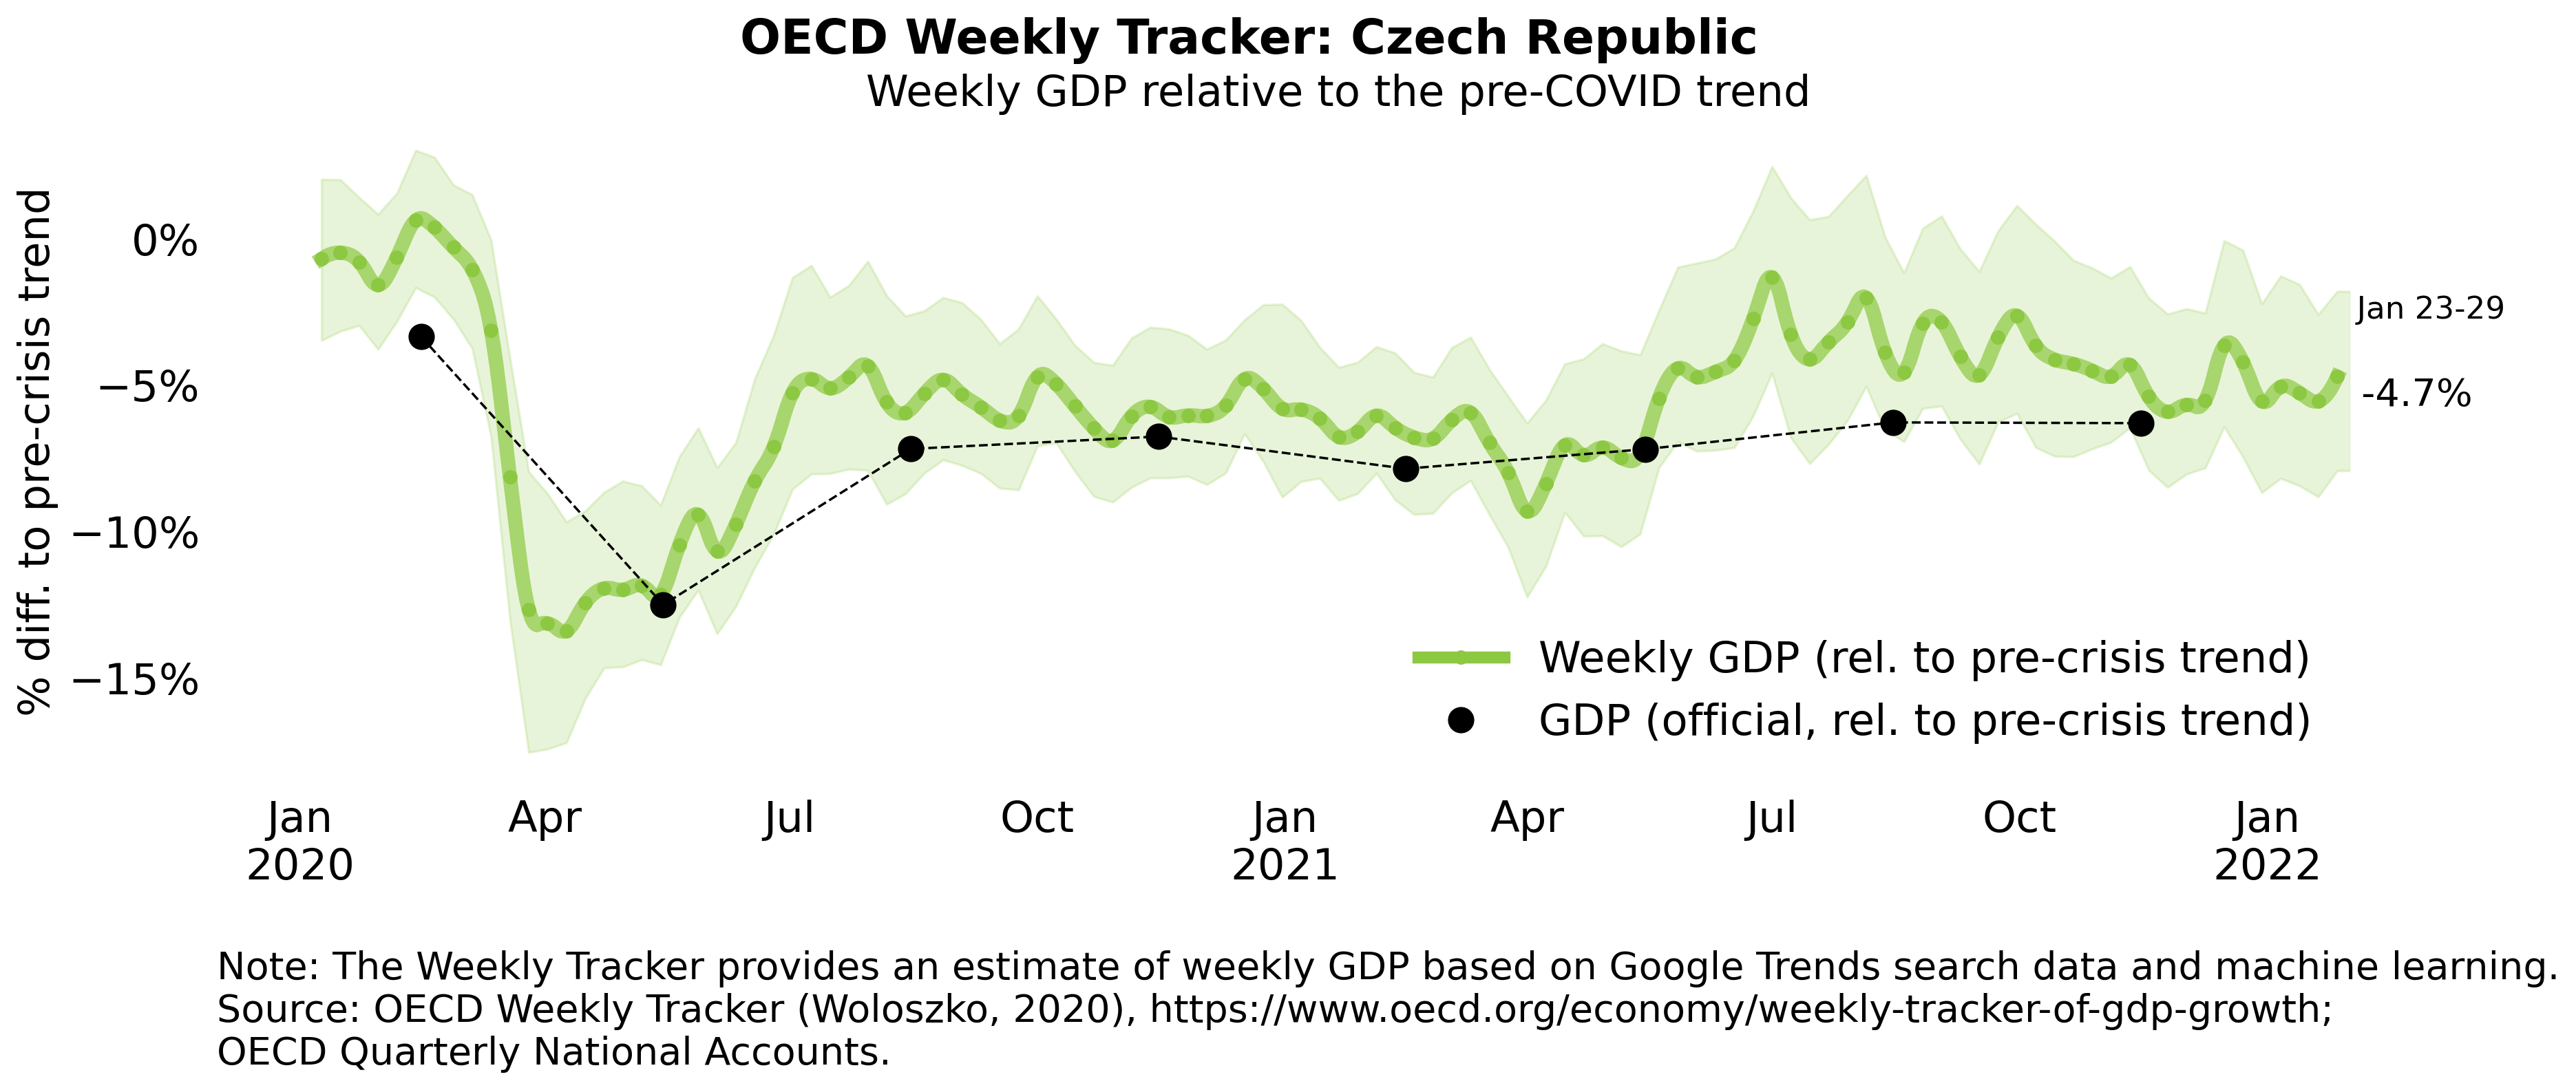 OECD Weekly Tracker: Czech Republic
Weekly GDP relative to the pre-COVID trend
% diff. to pre-crisis trend
0%
−5%
−10%
−15%
Jan 23-29
-4.7%
Weekly GDP (rel. to pre-crisis trend)
GDP (official, rel. to pre-crisis trend)
Jan Apr Jul Oct Jan Apr Jul Oct Jan
2020 2021 2022
Note: The Weekly Tracker provides an estimate of weekly GDP based on Google Trends search data and machine learning.
Source: OECD Weekly Tracker (Woloszko, 2020), https://www.oecd.org/economy/weekly-tracker-of-gdp-growth;
OECD Quarterly National Accounts.